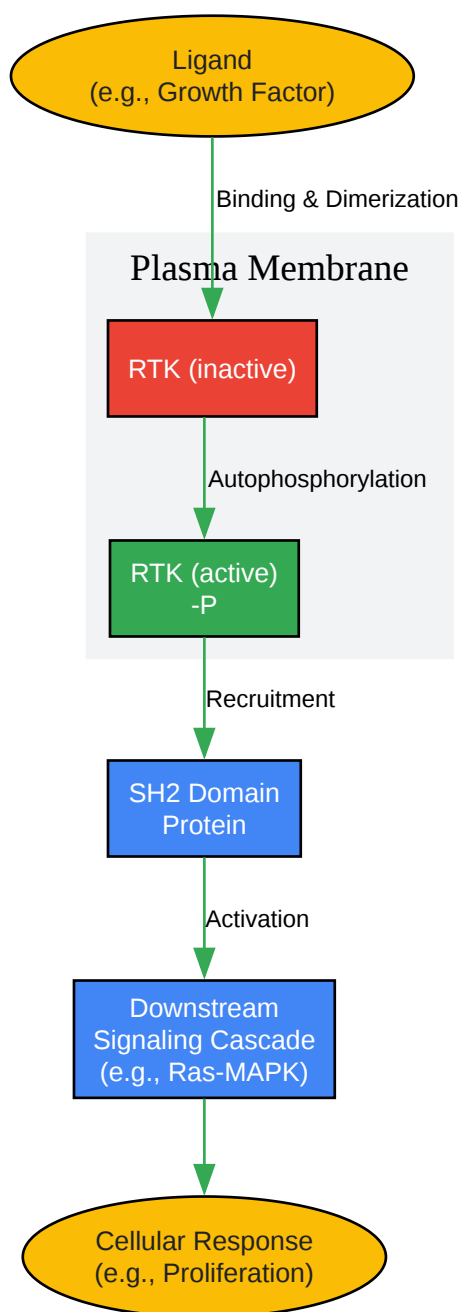 Ligand
(e.g., Growth Factor)
Binding & Dimerization
Plasma Membrane
RTK (inactive)
Autophosphorylation
RTK (active)
-P
Recruitment
SH2 Domain
Protein
Activation
Downstream
Signaling Cascade
(e.g., Ras-MAPK)
Cellular Response
(e.g., Proliferation)